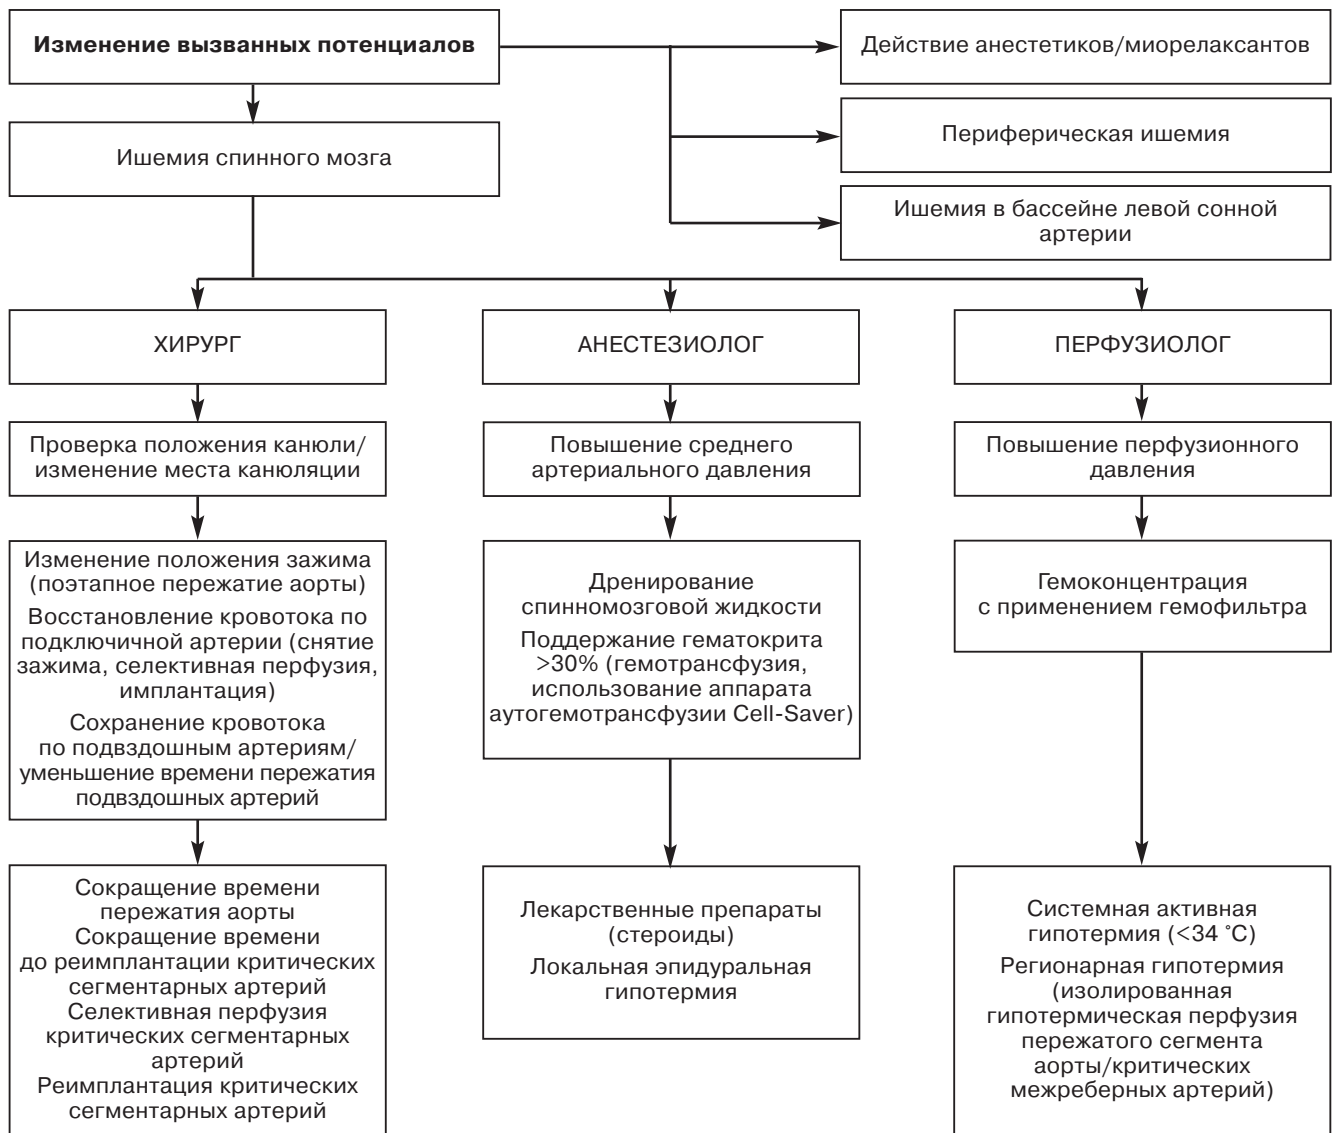 Изменение вызванных потенциалов
Действие анестетиков/миорелаксантов
Периферическая ишемия
Ишемия спинного мозга
Ишемия в бассейне левой сонной
артерии
ХИРУРГ
Проверка положения канюли/
изменение места канюляции
Изменение положения зажима
(поэтапное пережатие аорты)
Восстановление кровотока по
подключичной артерии (снятие
зажима, селективная перфузия,
имплантация)
Сохранение кровотока
по подвздошным артериям/
уменьшение времени пережатия
подвздошных артерий
Сокращение времени
пережатия аорты
Сокращение времени
до реимплантации критических
сегментарных артерий
Селективная перфузия
критических сегментарных
артерий
Реимплантация критических
сегментарных артерий
АНЕСТЕЗИОЛОГ
Повышение среднего
артериального давления
Дренирование
спинномозговой жидкости
Поддержание гематокрита
>30% (гемотрансфузия,
использование аппарата
аутогемотрансфузии Cell-Saver)
Лекарственные препараты
(стероиды)
Локальная эпидуральная
гипотермия
ПЕРФУЗИОЛОГ
Повышение перфузионного
давления
Гемоконцентрация
с применением гемофильтра
Системная активная
гипотермия (<34 °C)
Регионарная гипотермия
(изолированная
гипотермическая перфузия
пережатого сегмента
аорты/критических
межреберных артерий)